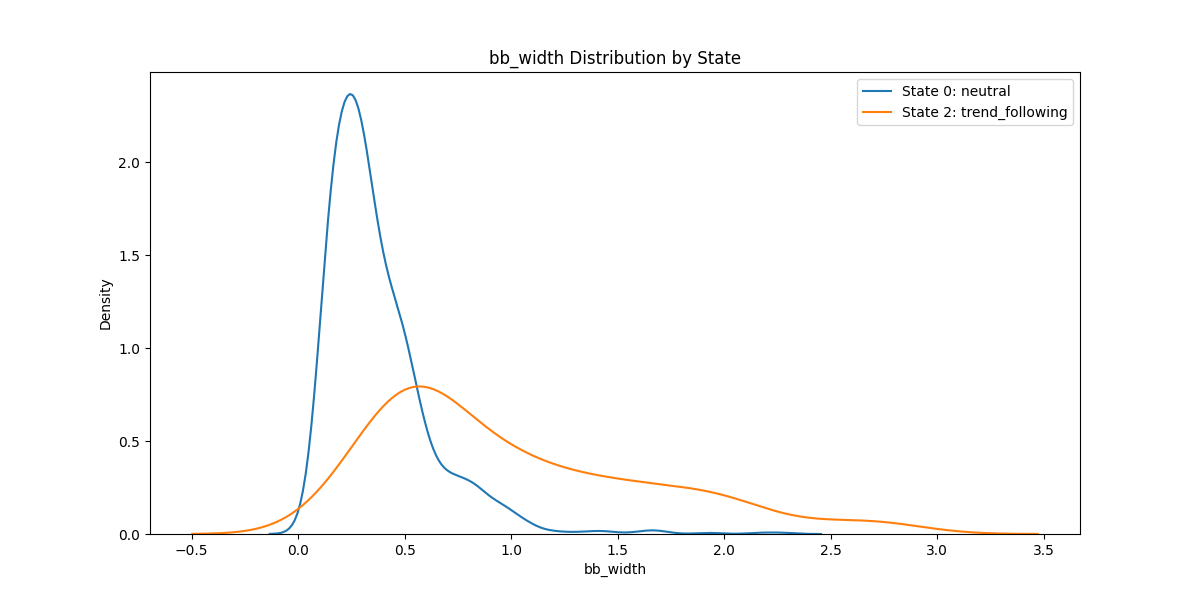 bb_width Distribution by State
State 0: neutral
State 2: trend_following
Density
2.0
1.5
1.0
0.5
0.0
−0.5 0.0 0.5 1.0 1.5 2.0 2.5 3.0 3.5
bb_width